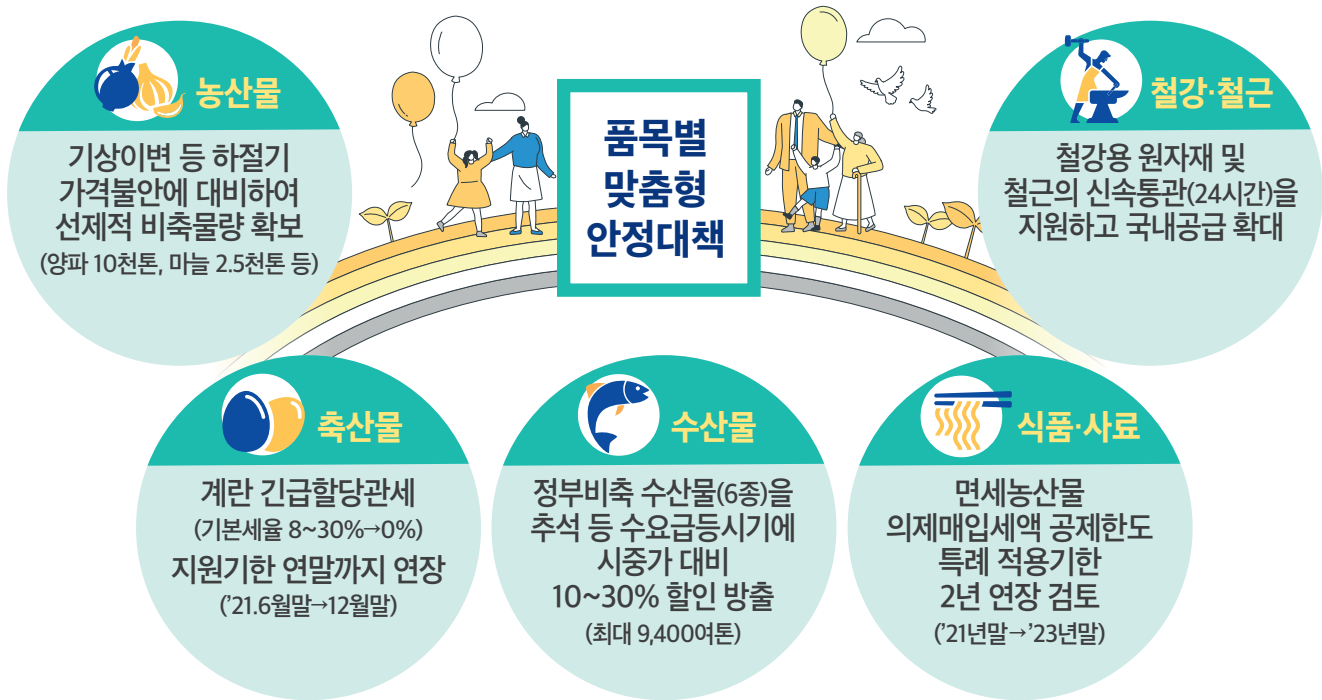 품목별
맞춤형
안정대책
농산물
기상이변 등 하절기
가격불안에 대비하여
선제적 비축물량 확보
(양파 10천톤, 마늘 2.5천톤 등)
철강·철근
철강용 원자재 및
철근의 신속통관(24시간)을
지원하고 국내공급 확대
축산물
계란 긴급할당관세
(기본세율 8~30%→0%)
지원기한 연말까지 연장
('21.6월말→12월말)
수산물
정부비축 수산물(6종)을
추석 등 수요급등시기에
시중가 대비
10~30% 할인 방출
(최대 9,400여톤)
식품·사료
면세농산물
의제매입세액 공제한도
특례 적용기한
2년 연장 검토
('21년말→'23년말)